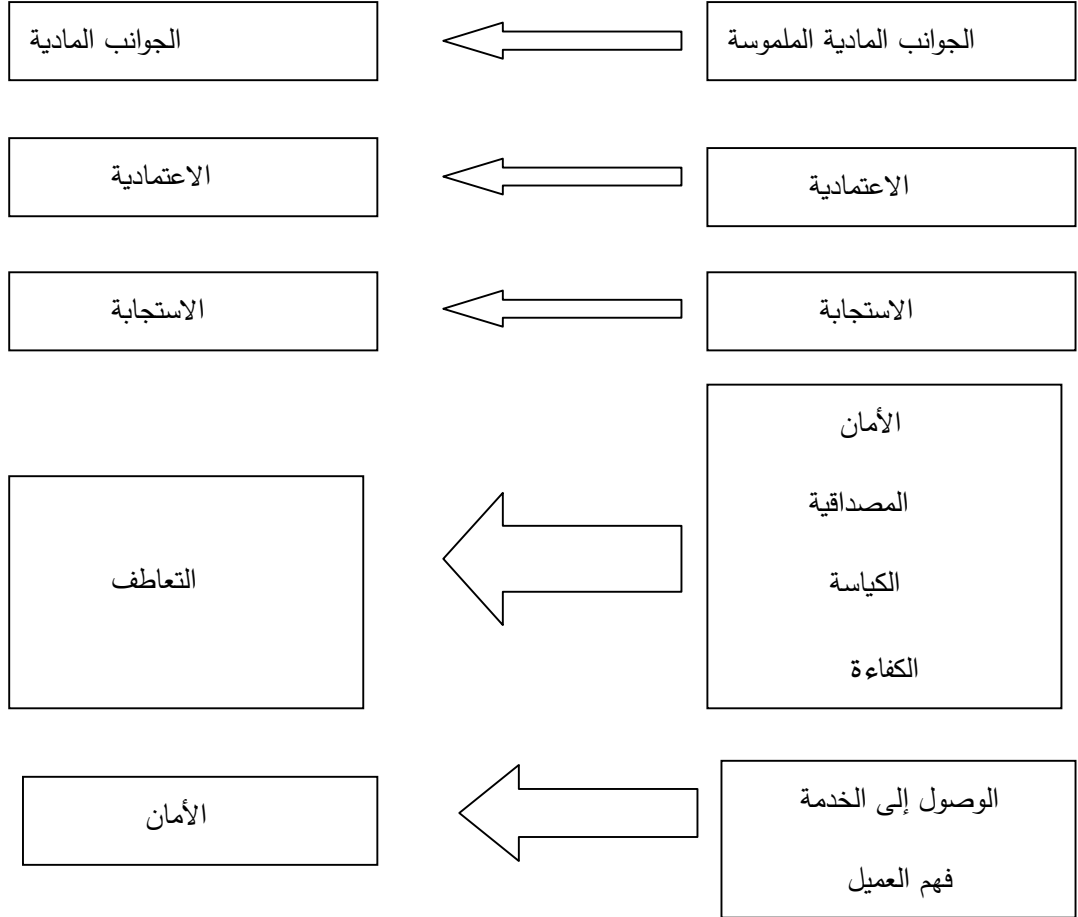 الجوانب المادية الملموسة
الجوانب المادية
الاعتمادية
الاعتمادية
الاستجابة
الاستجابة
الأمان
المصداقية
الكياسة
الكفاءة
التعاطف
الوصول إلى الخدمة
فهم العميل
الأمان